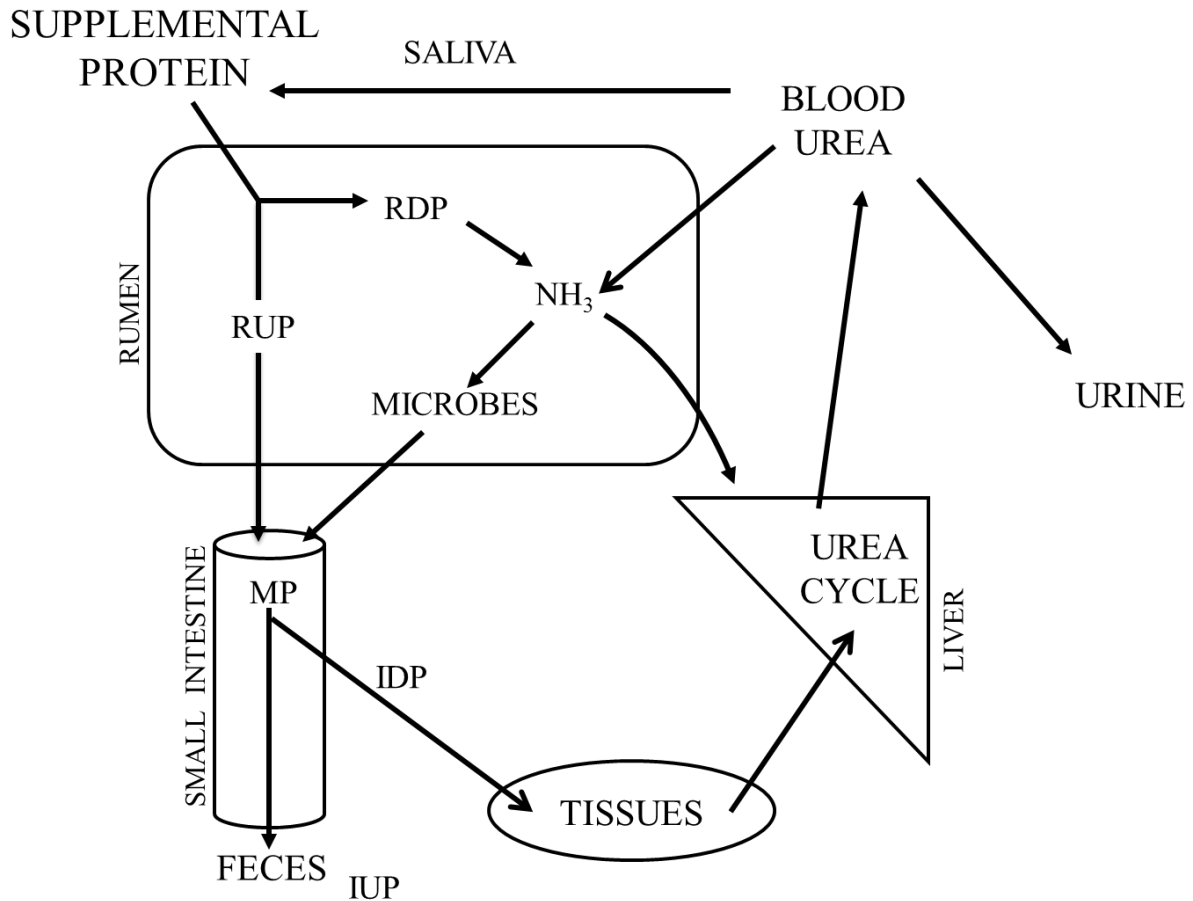 SUPPLEMENTAL
PROTEIN
SALIVA
BLOOD
UREA
RDP
NH₃
RUMEN
RUP
MICROBES
URINE
UREA
CYCLE
LIVER
MP
SMALL INTESTINE
IDP
TISSUES
FECES
IUP